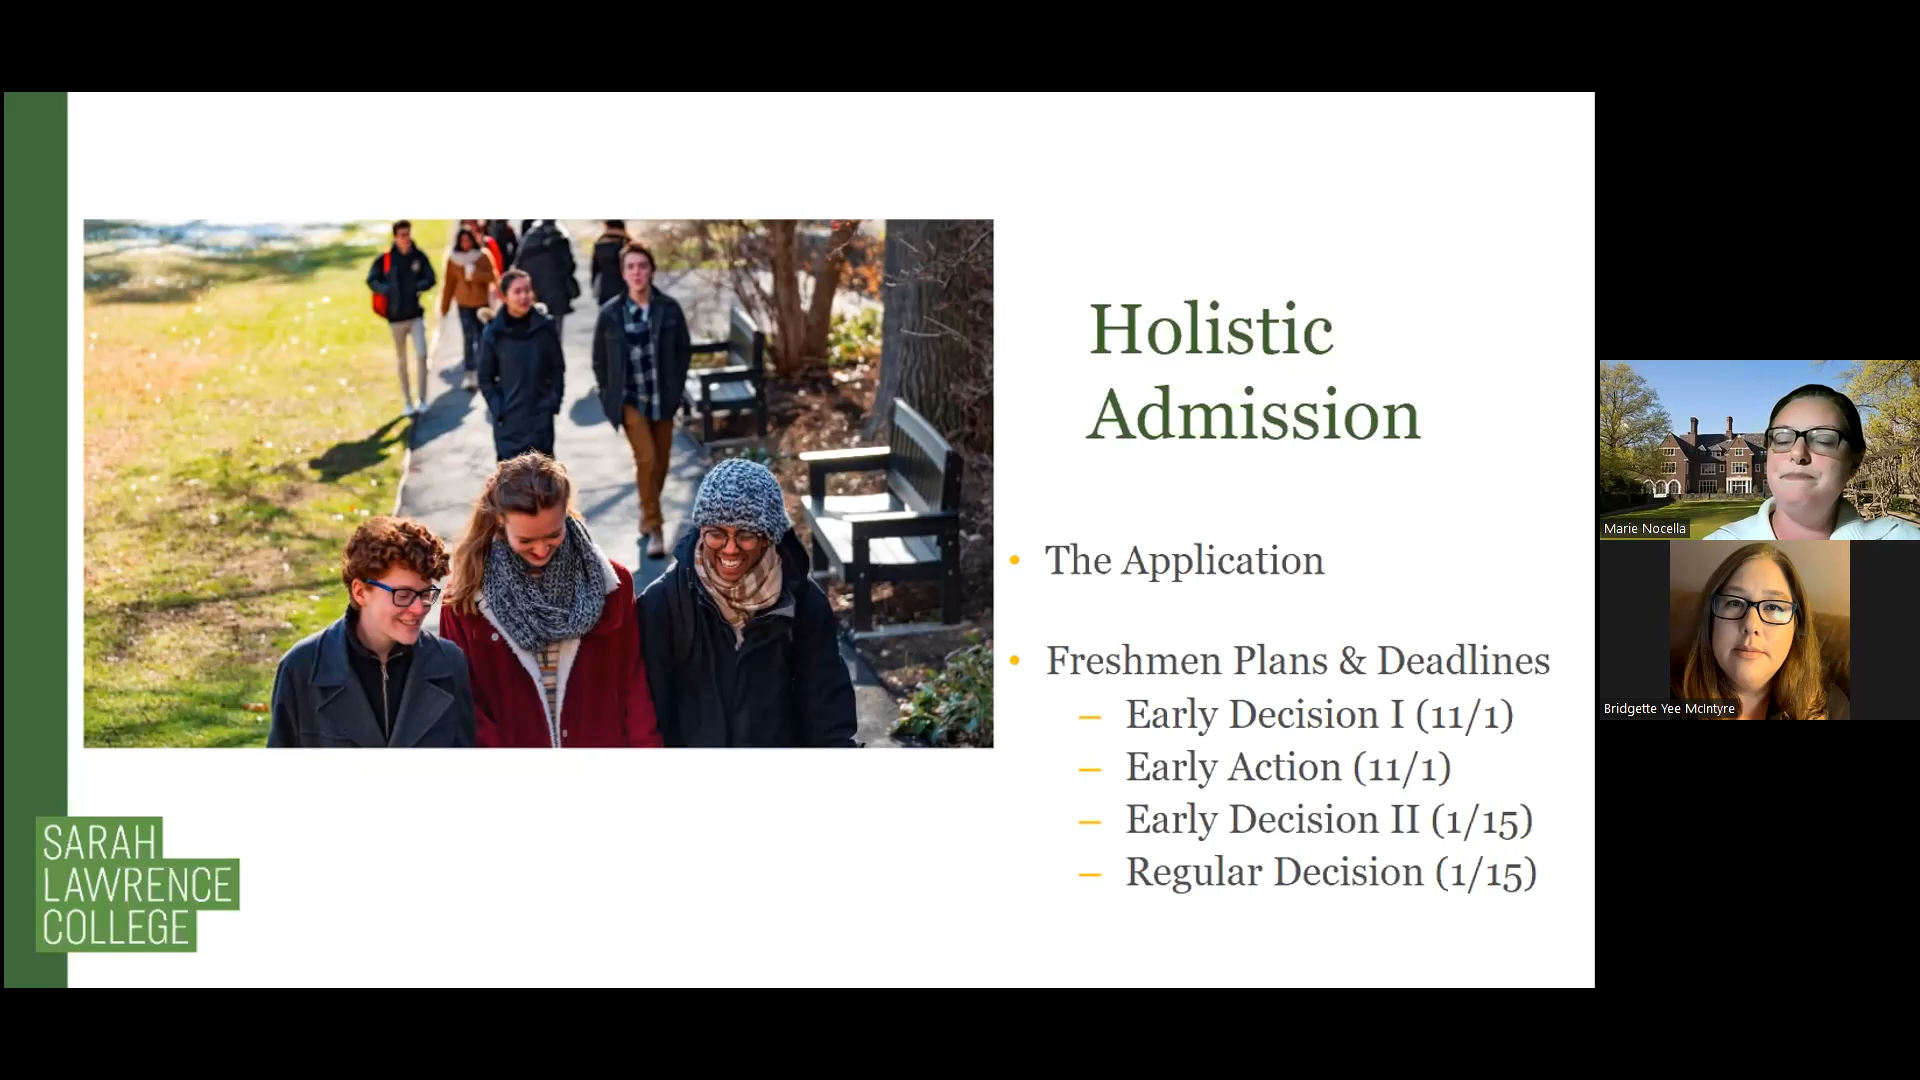 Holistic
Admission
• The Application
• Freshmen Plans & Deadlines
– Early Decision I (11/1)
– Early Action (11/1)
– Early Decision II (1/15)
– Regular Decision (1/15)
SARAH
LAWRENCE
COLLEGE
Marie Nocella
Bridgette Yee McIntyre